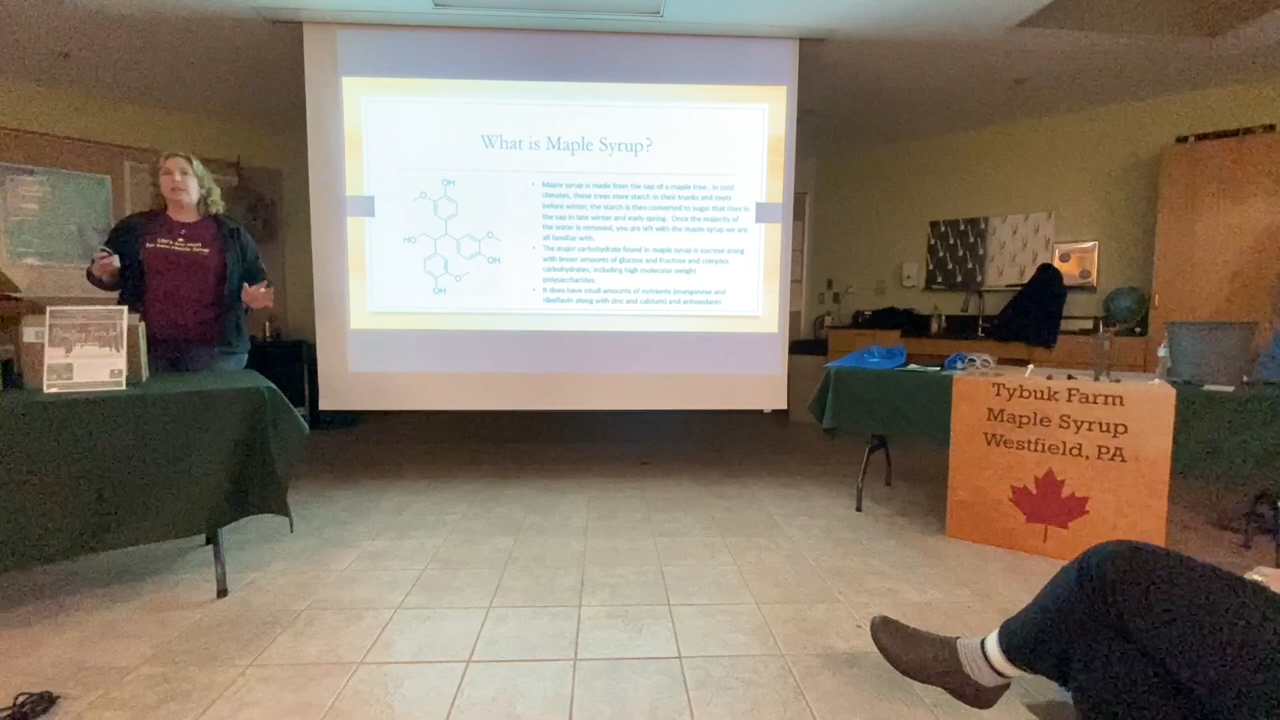 What is Maple Syrup?
OH
O
HO
O
OH
O
OH
• Maple syrup is made from the sap of a maple tree. In cold
climates, these trees store starch in their trunks and roots
before winter, the starch is then converted to sugar that rises in
the sap in late winter and early spring. Once the majority of
the water is removed, you are left with the maple syrup we are
all familiar with.
• The major carbohydrate found in maple syrup is sucrose along
with lesser amounts of glucose and fructose and complex
carbohydrates, including high molecular weight
polysaccharides.
• It does have small amounts of nutrients (manganese and
riboflavin along with zinc and calcium) and antioxidants
Tybuk Farm
Maple Syrup
Westfield, PA